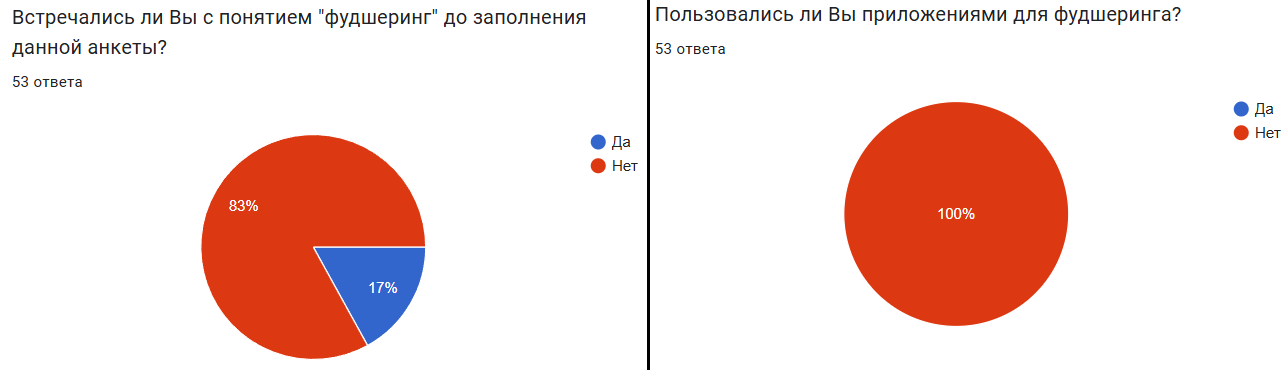 Встречались ли Вы с понятием "фудшеринг" до заполнения
данной анкеты?
53 ответа
Да
Нет
83%
17%
Пользовались ли Вы приложениями для фудшеринга?
53 ответа
Да
Нет
100%